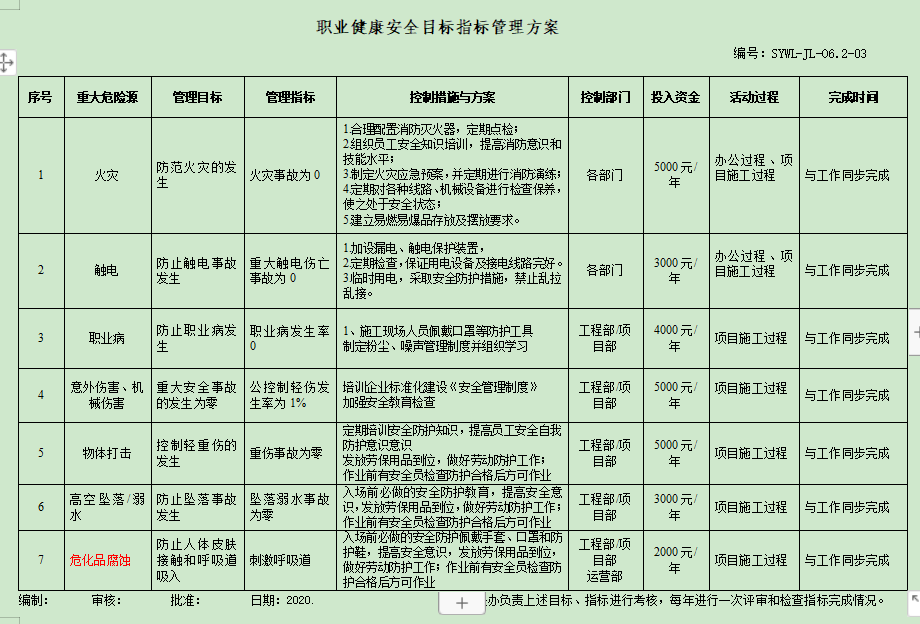 职业健康安全目标指标管理方案
编号：SYWL-JL-06.2-03
序号 重大危险源 管理目标 管理指标 控制措施与方案 控制部门 投入资金 活动过程 完成时间
1
火灾
防范火灾的发
生
火灾事故为0
1.合理配置消防灭火器，定期点检；
2.组织员工安全知识培训，提高消防意识和
技能水平；
3.制定火灾应急预案，并定期进行消防演练；
4.定期对各种线路、机械设备进行检查保养，
使之处于安全状态；
5.建立易燃易爆品存放及摆放要求。
各部门
5000元/
年
办公过程、项
目施工过程
与工作同步完成
2
触电
防止触电事故
发生
重大触电伤亡
事故为0
1.加设漏电、触电保护装置，
2.定期检查，保证用电设备及接电线路完好。
3.临时用电，采取安全防护措施，禁止乱拉
乱接。
各部门
3000元/
年
办公过程、项
目施工过程
与工作同步完成
3
职业病
防止职业病发
生
职业病发生率
0
1、施工现场人员佩戴口罩等防护工具
制定粉尘、噪声管理制度并组织学习
工程部/项
目部
4000元/
年
项目施工过程
与工作同步完成
4
意外伤害、机
械伤害
重大安全事故
的发生为零
公控制轻伤发
生率为1%
培训企业标准化建设《安全管理制度》
加强安全教育检查
工程部/项
目部
5000元/
年
项目施工过程
与工作同步完成
5
物体打击
控制轻重伤的
发生
重伤事故为零
定期培训安全防护知识，提高员工安全自我
防护意识意识
发放劳保用品到位，做好劳动防护工作；
作业前有安全员检查防护合格后方可作业
工程部/项
目部
5000元/
年
项目施工过程
与工作同步完成
6
高空坠落/溺
水
防止坠落事故
发生
坠落弱水事故
为零
入场前必做的安全防护教育，提高安全意
识，发放劳保用品到位，做好劳动防护工作；
作业前有安全员检查防护合格后方可作业
工程部/项
目部
3000元/
年
项目施工过程
与工作同步完成
7
危化品腐蚀
防止人体皮肤
接触和呼吸道
吸入
刺激呼吸道
入场前必做的安全防护佩戴手套、口罩和防
护鞋，提高安全意识，发放劳保用品到位，
做好劳动防护工作；作业前有安全员检查防
护合格后方可作业
工程部/项
目部
运营部
2000元/
年
项目施工过程
与工作同步完成
编制： 审核： 批准： 日期：2020. 办负责上述目标、指标进行考核，每年进行一次评审和检查指标完成情况。